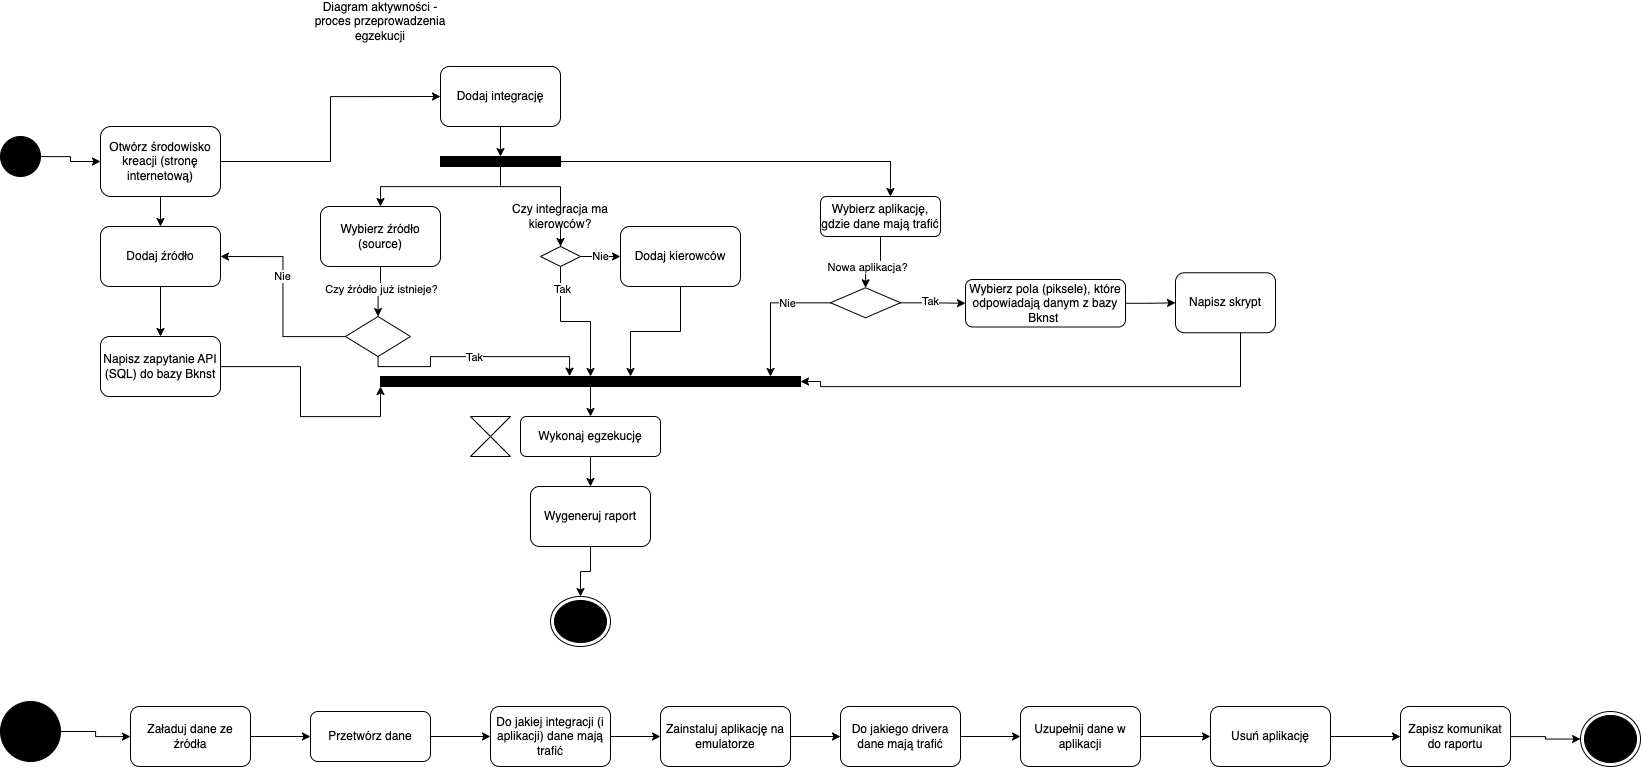 Diagram aktywności -
proces przeprowadzenia
egzekucji
Dodaj integrację
Otwórz środowisko
kreacji (stronę
internetową)
Dodaj źródło
Napisz zapytanie API
(SQL) do bazy Bknst
Nie
Wybierz źródło
(source)
Czy źródło już istnieje?
Tak
Czy integracja ma
kierowców?
Nie
Tak
Dodaj kierowców
Wybierz aplikację,
gdzie dane mają trafić
Nowa aplikacja?
Nie
Tak
Wybierz pola (piksele), które
odpowiadają danym z bazy
Bknst
Napisz skrypt
Wykonaj egzekucję
Wygeneruj raport
Załaduj dane ze
źródła
Przetwórz dane
Do jakiej integracji (i
aplikacji) dane mają
trafić
Zainstaluj aplikację na
emulatorze
Do jakiego drivera
dane mają trafić
Uzupełnij dane w
aplikacji
Usuń aplikację
Zapisz komunikat
do raportu